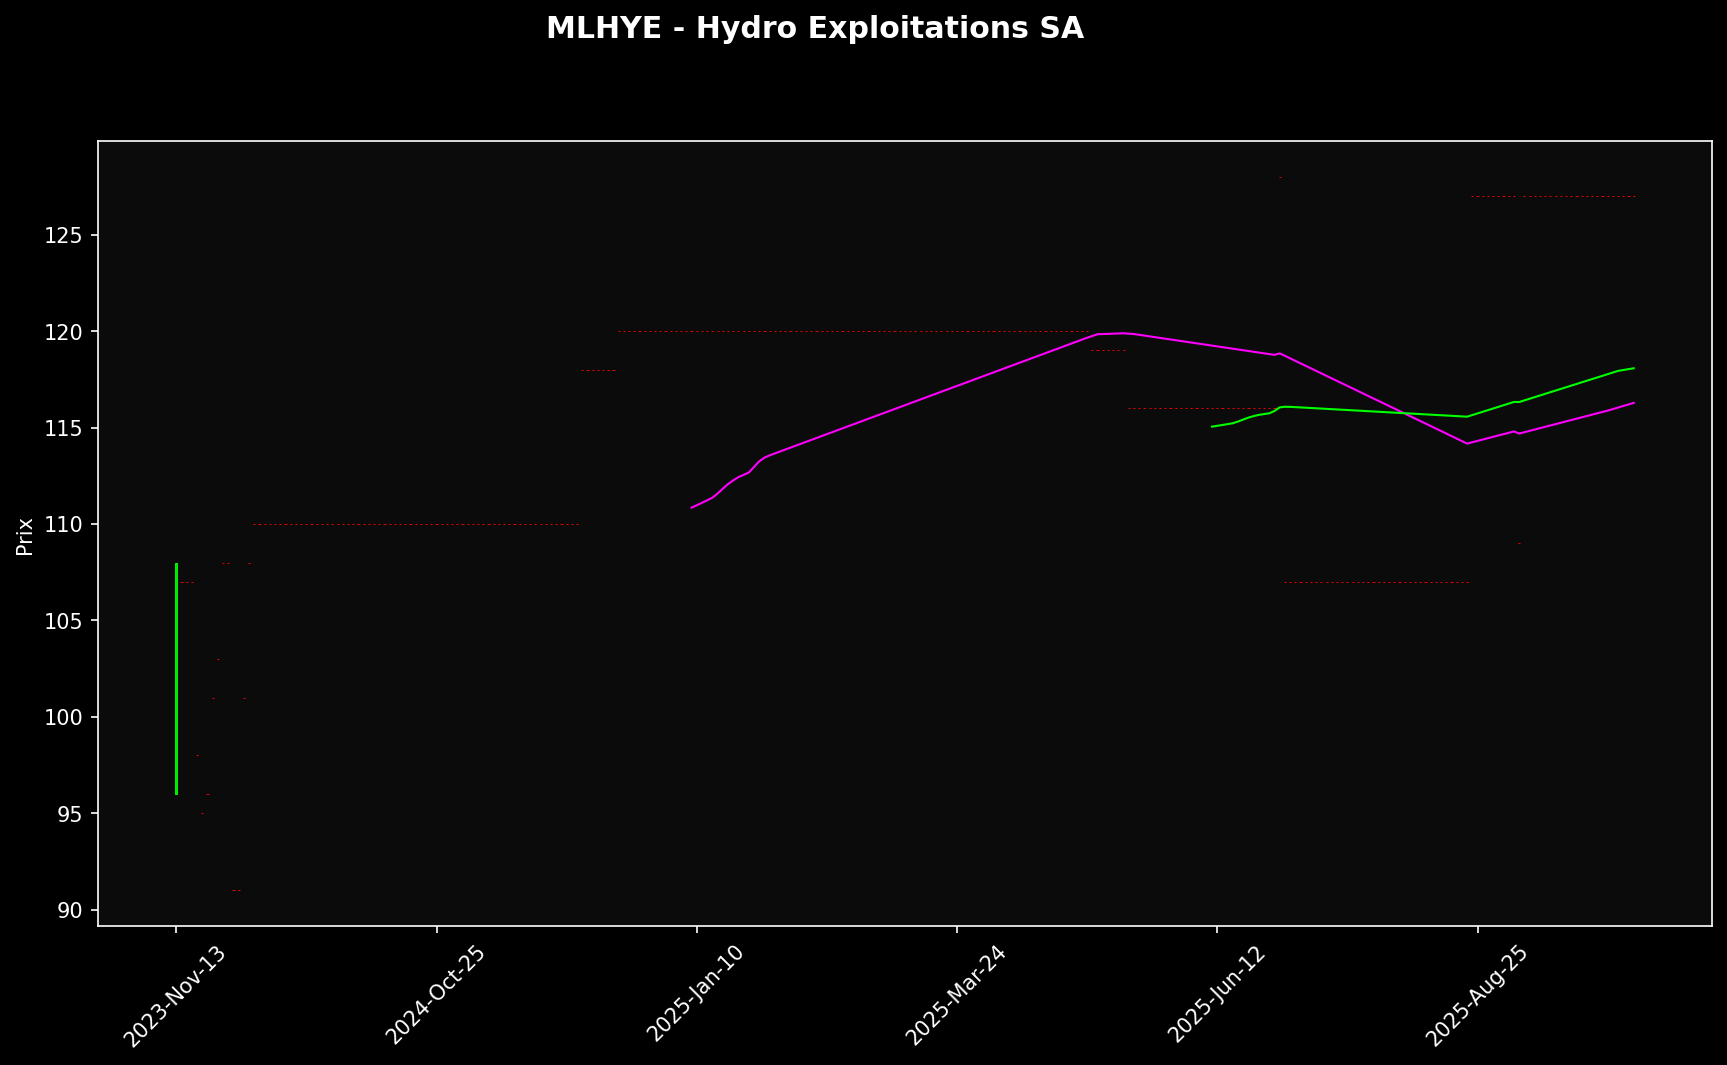 MLHYE - Hydro Exploitations SA
Prix
125
120
115
110
105
100
95
90
2023-Nov-13
2024-Oct-25
2025-Jan-10
2025-Mar-24
2025-Jun-12
2025-Aug-25